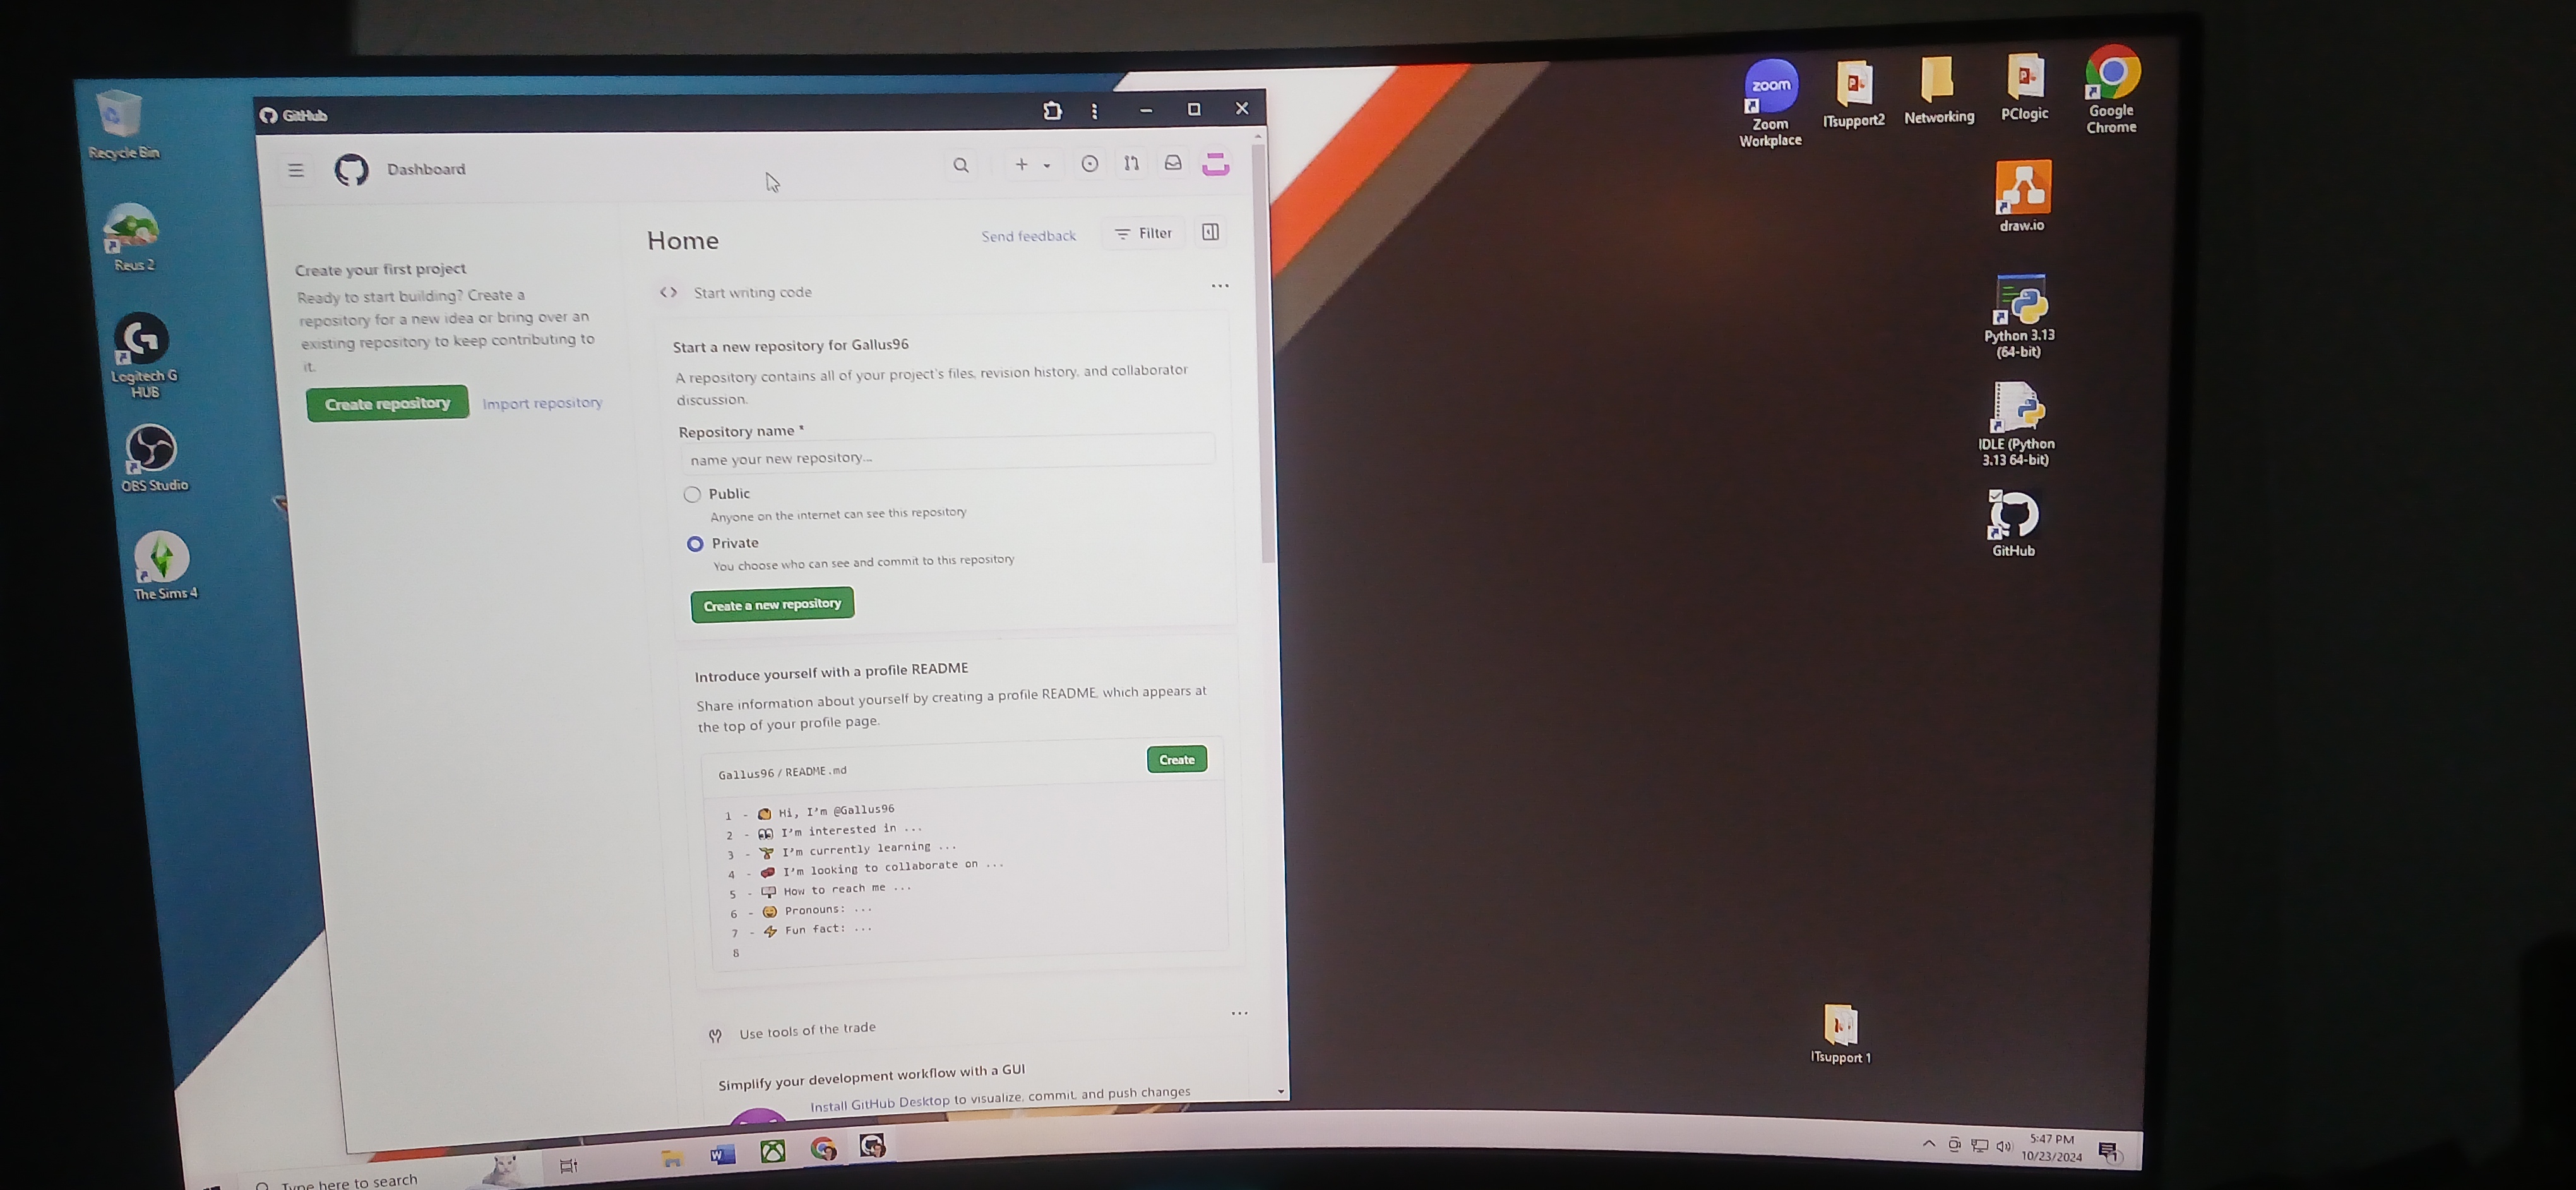 Recycle Bin
Reus 2
Logitech G
HUB
OBS Studio
The Sims 4
GitHub
Dashboard
Create your first project
Ready to start building? Create a
repository for a new idea or bring over an
existing repository to keep contributing to
it.
Create repository
Import repository
Home
Send feedback
Filter
Start writing code
Start a new repository for Gallus96
A repository contains all of your project's files, revision history, and collaborator
discussion.
Repository name *
name your new repository...
Public
Anyone on the internet can see this repository
Private
You choose who can see and commit to this repository
Create a new repository
Introduce yourself with a profile README
Share information about yourself by creating a profile README, which appears at
the top of your profile page.
Gallus96 / README.md
Create
1 - 👋 Hi, I'm @Gallus96
2 - 👀 I'm interested in ...
3 - 🌱 I'm currently learning ...
4 - 💞️ I'm looking to collaborate on ...
5 - 📫 How to reach me ...
6 - 😄 Pronouns: ...
7 - ⚡ Fun fact: ...
8
Use tools of the trade
Simplify your development workflow with a GUI
Install GitHub Desktop to visualize, commit, and push changes
zoom
Zoom
Workplace
ITsupport2
Networking
PClogic
Google
Chrome
draw.io
Python 3.13
(64-bit)
IDLE (Python
3.13 64-bit)
GitHub
ITsupport 1
Type here to search
5:47 PM
10/23/2024
1